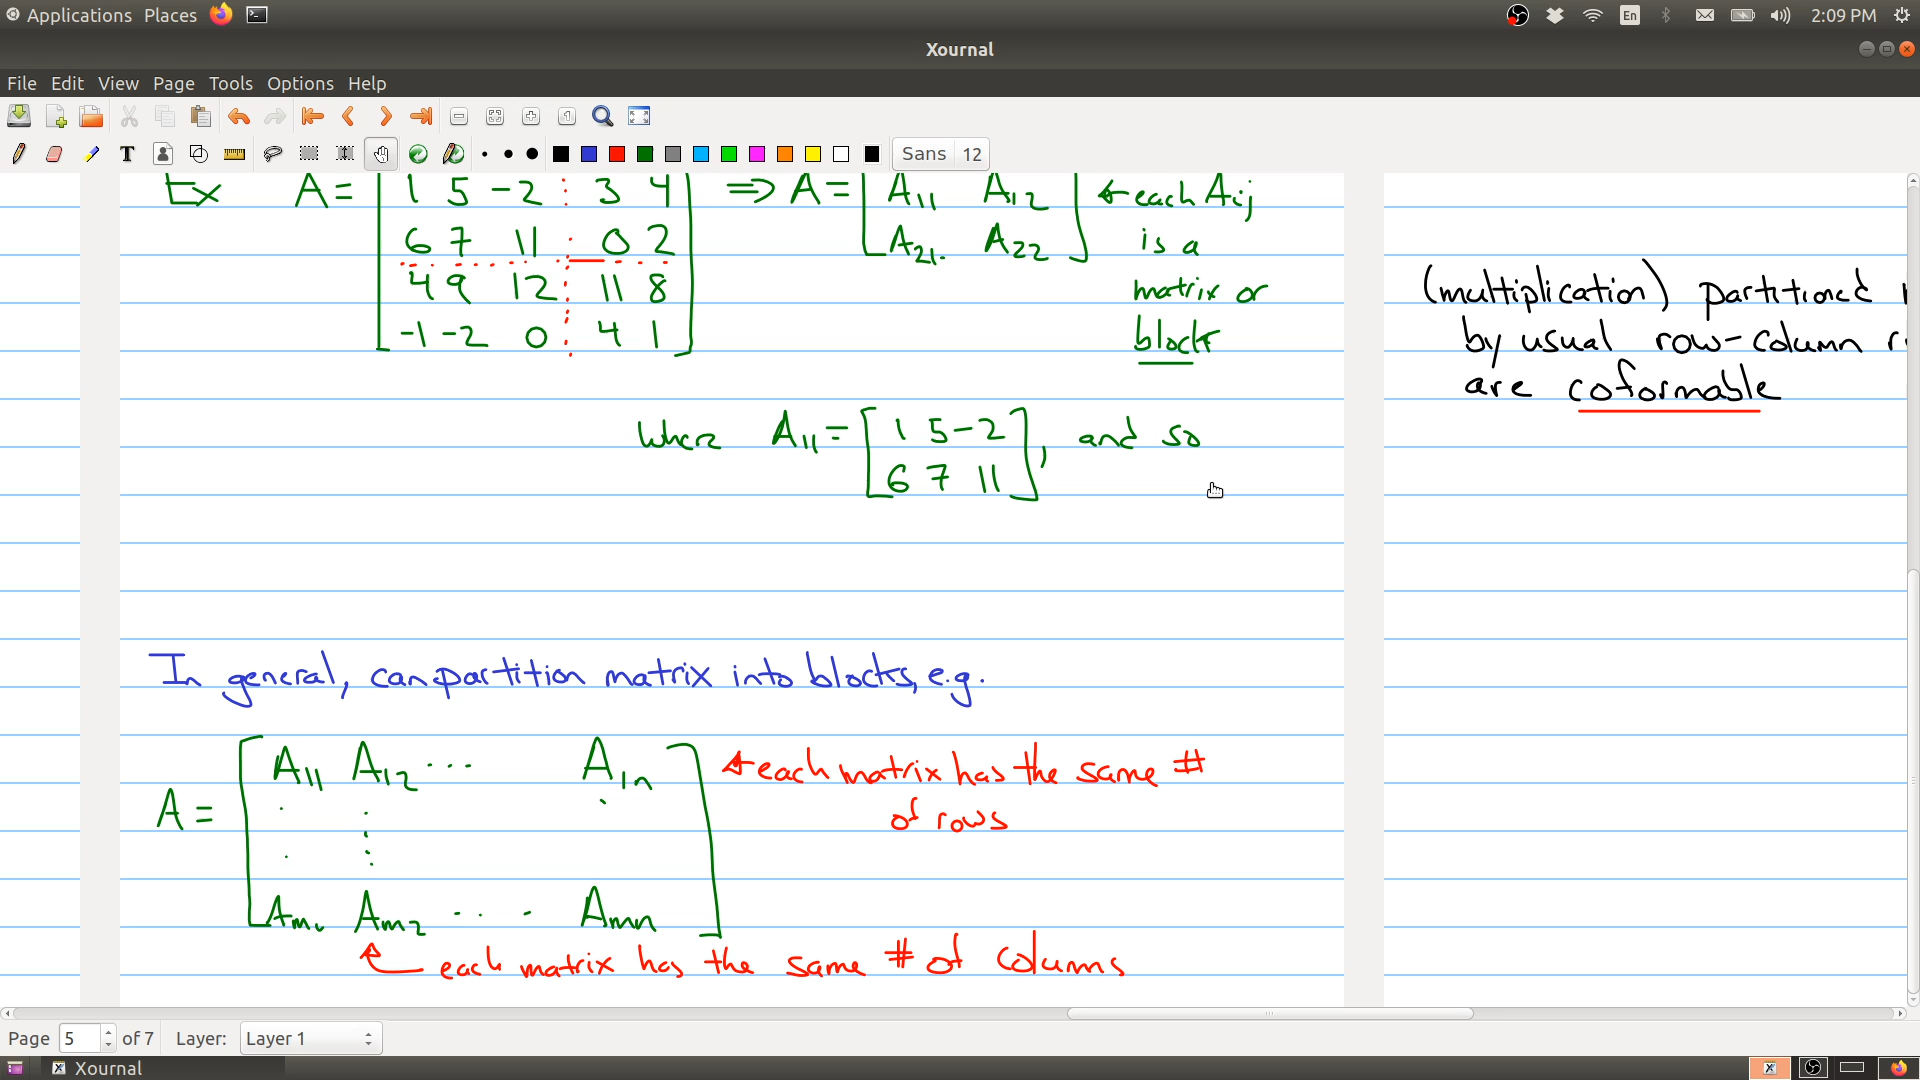 Applications Places En 2:09 PM
Xournal
File Edit View Page Tools Options Help
T Sans 12
Ex A = [ 1 5 -2 3 4 ⇒ A = [ A11 A12 ] ← each Aij
6 7 11 0 2 A21 A22 is a
4 9 12 11 8 matrix or
-1 -2 0 4 1 ] block
where A11 = [ 1 5 -2 ], and so
6 7 11
In general, can partition matrix into blocks, e.g.
A = [ A11 A12 ... A1n ] ← each matrix has the same #
of rows
Am1 Am2 ... Amn
each matrix has the same # of colums
(multiplication) partitioned
by usual row-column
are coformable
Page 5 of 7 Layer: Layer 1
Xournal